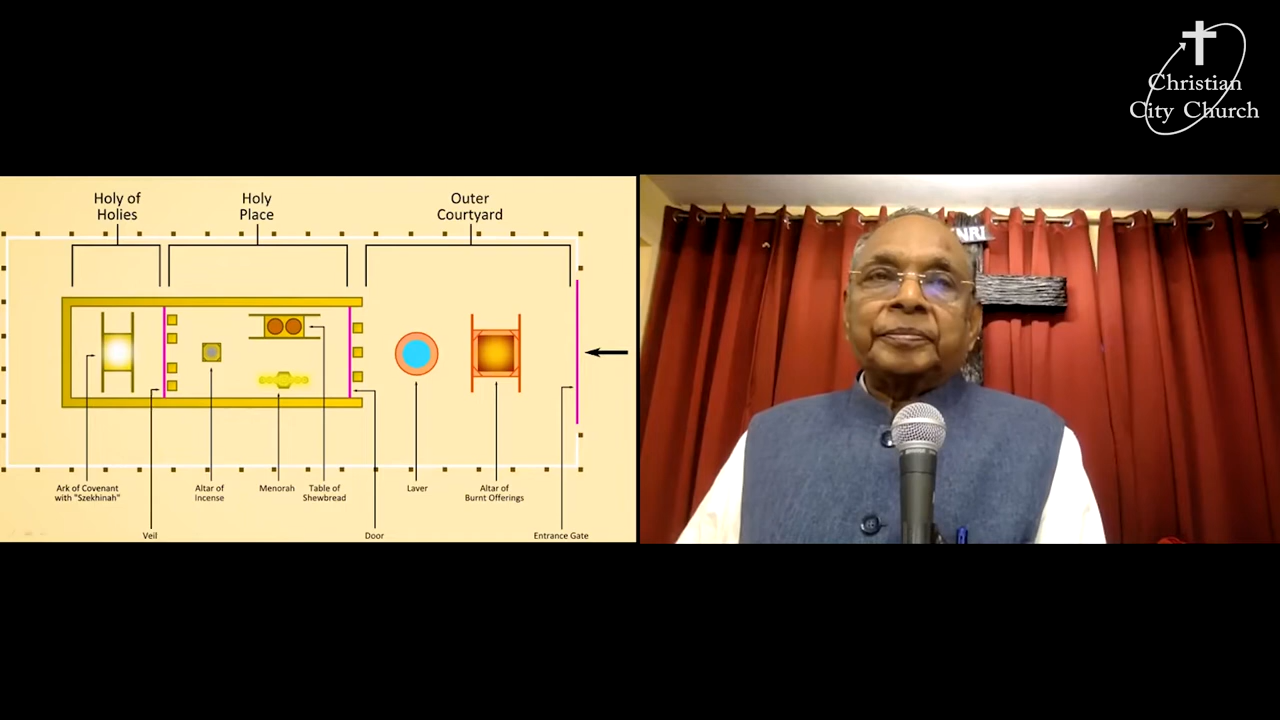 Christian
City Church
Holy of
Holies
Holy
Place
Outer
Courtyard
Ark of Covenant
with "Szekhinah"
Altar of
Incense
Menorah
Table of
Shewbread
Laver
Altar of
Burnt Offerings
Veil
Door
Entrance Gate
NRI